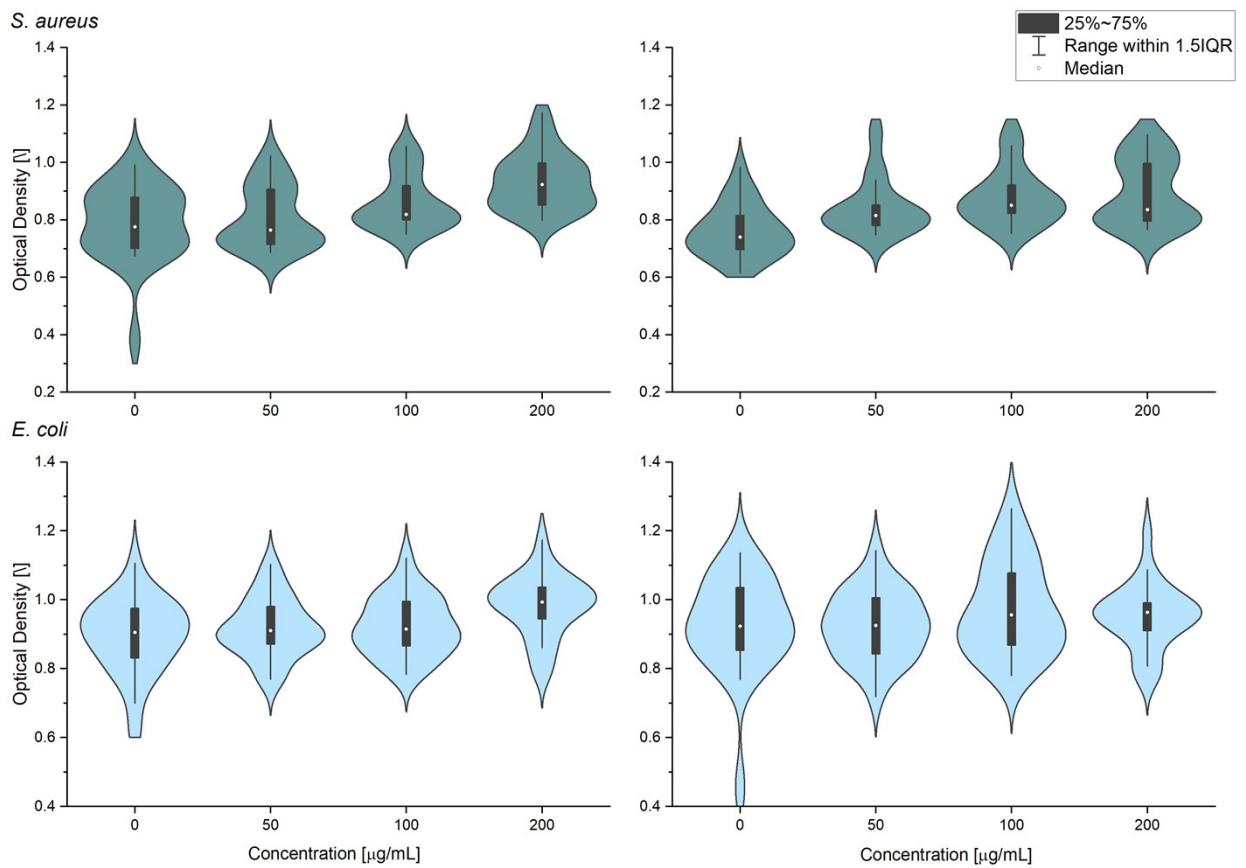 S. aureus
25%~75%
Range within 1.5IQR
Median
1.4
1.2
1.0
0.8
0.6
0.4
0.2
Optical Density [\]
0 50 100 200
1.4
1.2
1.0
0.8
0.6
0.4
0.2
0 50 100 200
E. coli
1.4
1.2
1.0
0.8
0.6
0.4
Optical Density [\]
0 50 100 200
Concentration [µg/mL]
1.4
1.2
1.0
0.8
0.6
0.4
0 50 100 200
Concentration [µg/mL]